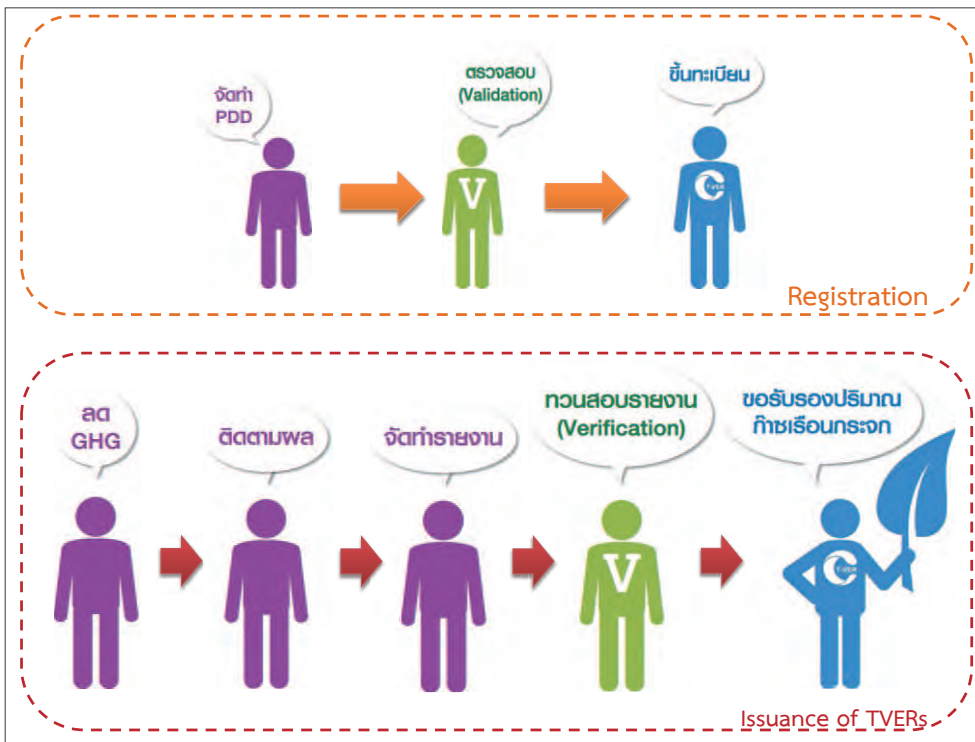 จัดทำ
PDD
ตรวจสอบ
(Validation)
ขึ้นทะเบียน
V
T-VER
Registration
ลด
GHG
ติดตามผล
จัดทำรายงาน
ทวนสอบรายงาน
(Verification)
ขอรับรองปริมาณ
ก๊าซเรือนกระจก
V
T-VER
Issuance of TVERs